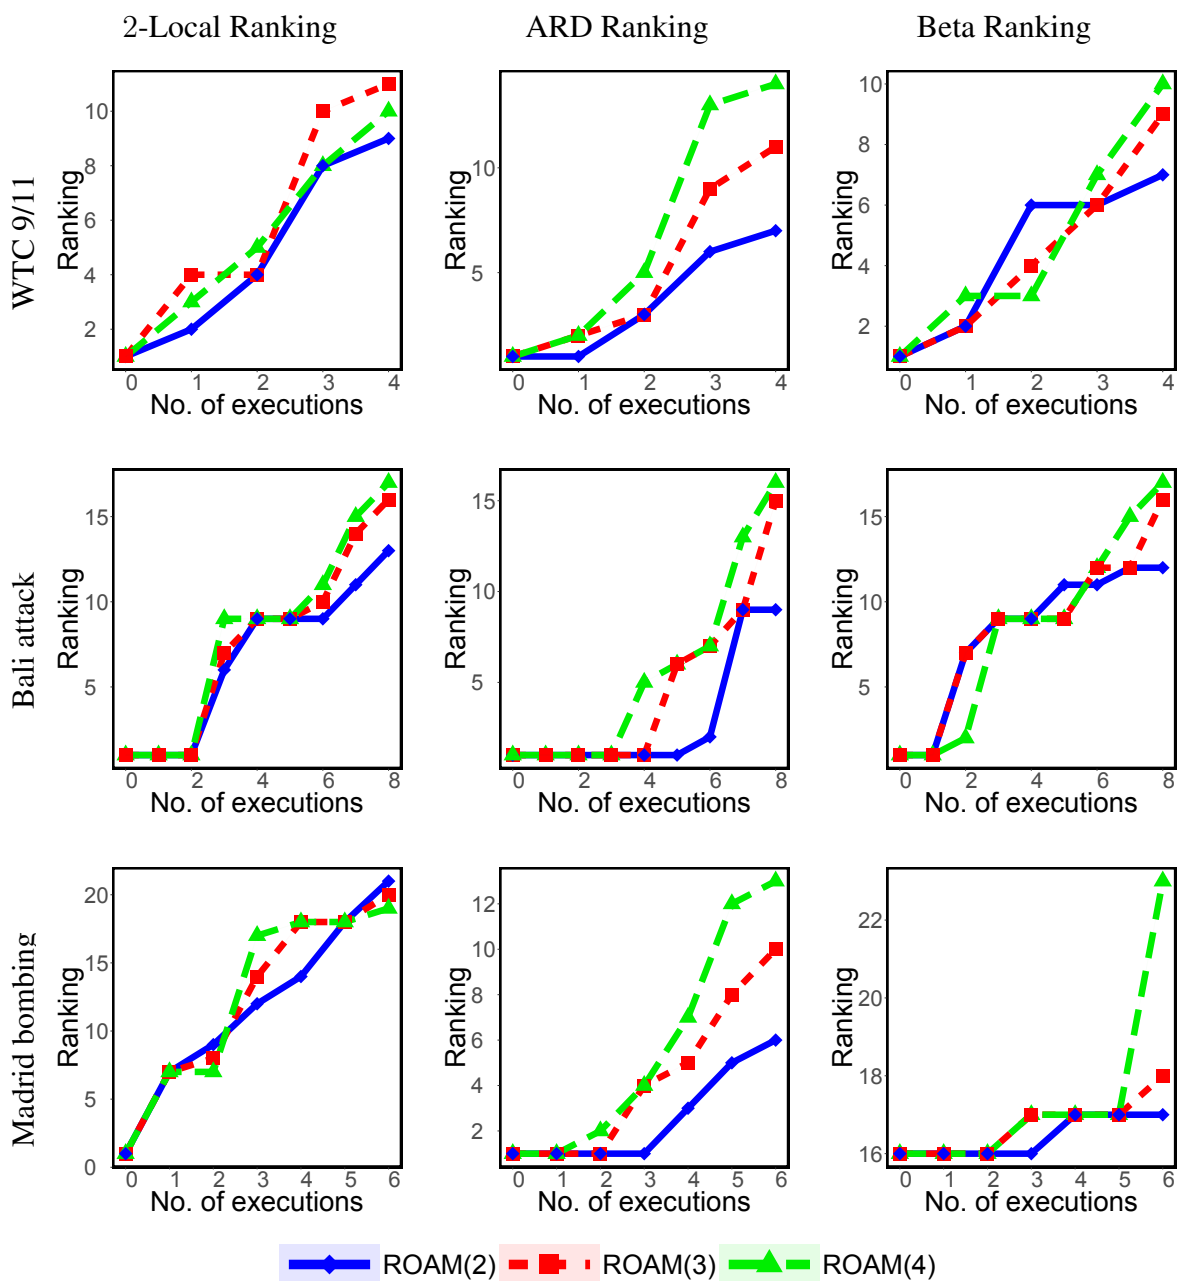 2-Local Ranking ARD Ranking Beta Ranking
WTC 9/11
Ranking
10
8
6
4
2
0 1 2 3 4
No. of executions
Ranking
10
5
0 1 2 3 4
No. of executions
Ranking
10
8
6
4
2
0 1 2 3 4
No. of executions
Bali attack
Ranking
15
10
5
0 2 4 6 8
No. of executions
Ranking
15
10
5
0 2 4 6 8
No. of executions
Ranking
15
10
5
0 2 4 6 8
No. of executions
Madrid bombing
Ranking
20
15
10
5
0
0 1 2 3 4 5 6
No. of executions
Ranking
12
10
8
6
4
2
0 1 2 3 4 5 6
No. of executions
Ranking
22
20
18
16
0 1 2 3 4 5 6
No. of executions
ROAM(2) ROAM(3) ROAM(4)